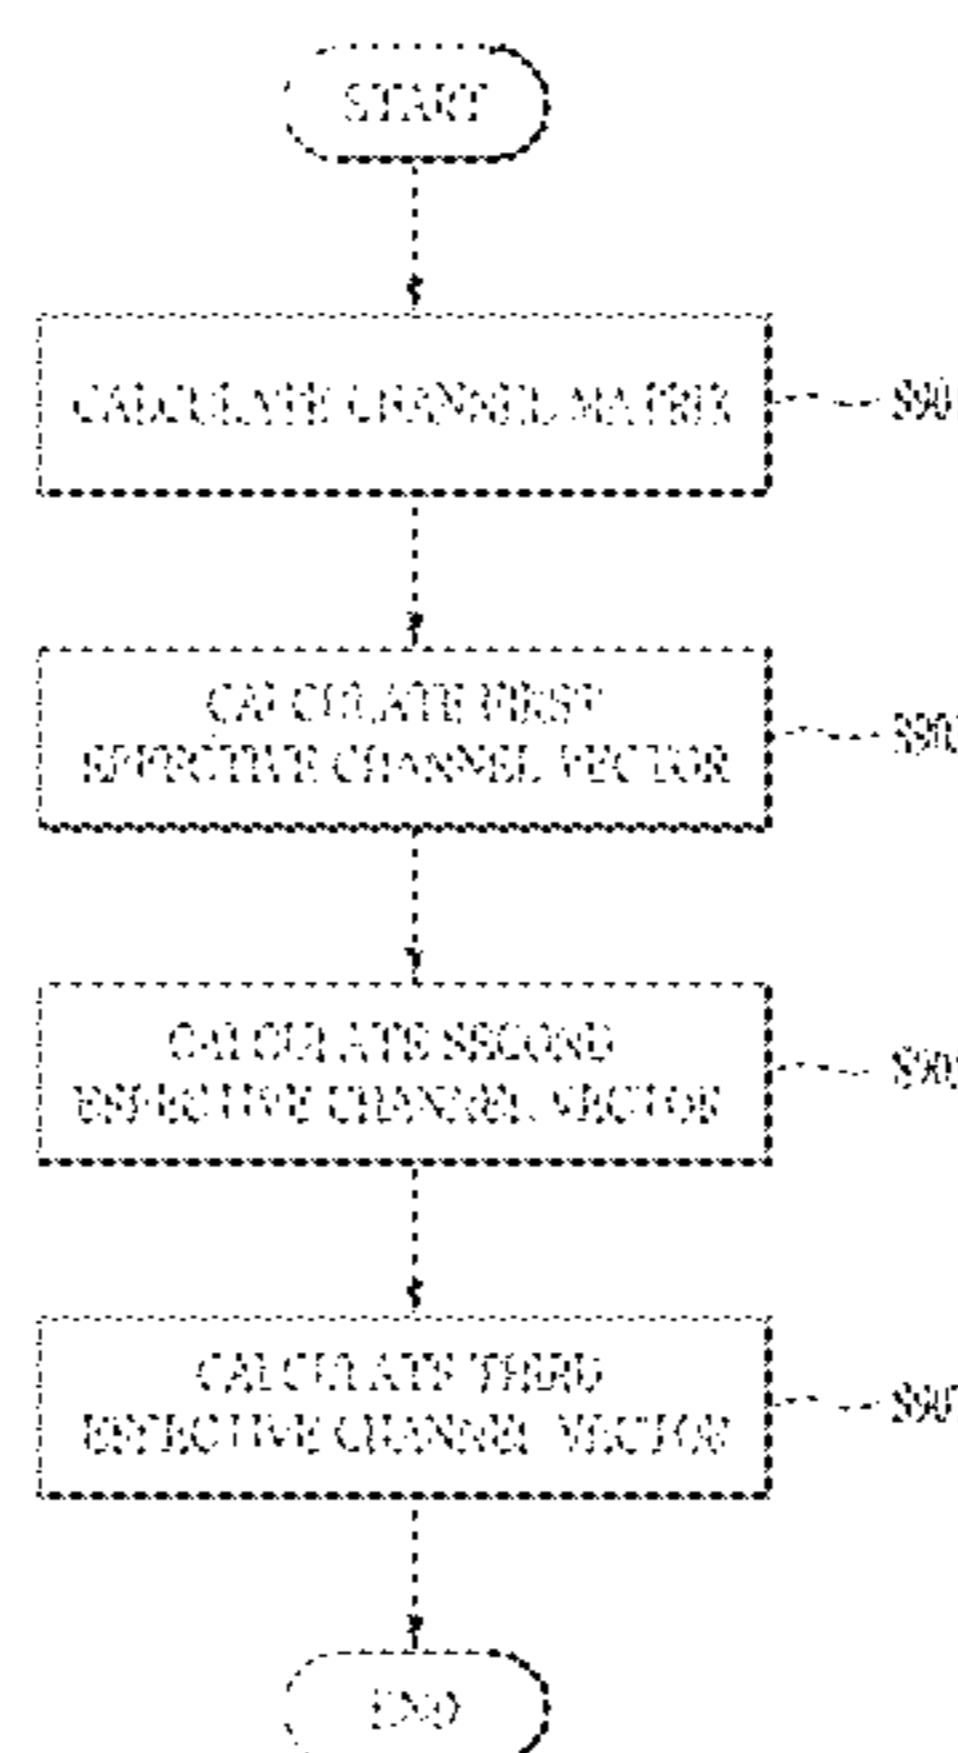 START
CALCULATE CHANNEL MATRIX
CALCULATE FIRST
EFFECTIVE CHANNEL VECTOR
CALCULATE SECOND
EFFECTIVE CHANNEL VECTOR
CALCULATE THIRD
EFFECTIVE CHANNEL VECTOR
END